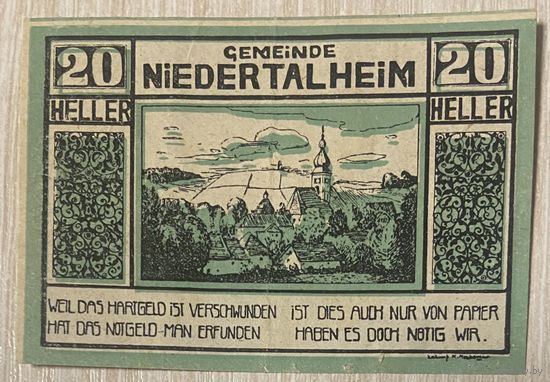 20
GEMEINDE
NIEDERTALHEIM
20
HELLER
HELLER
WEIL DAS HARTGELD IST VERSCHWUNDEN
HAT DAS NOTGELD MAN ERFUNDEN
IST DIES AUCH NUR VON PAPIER
HABEN ES DOCH NÖTIG WIR.